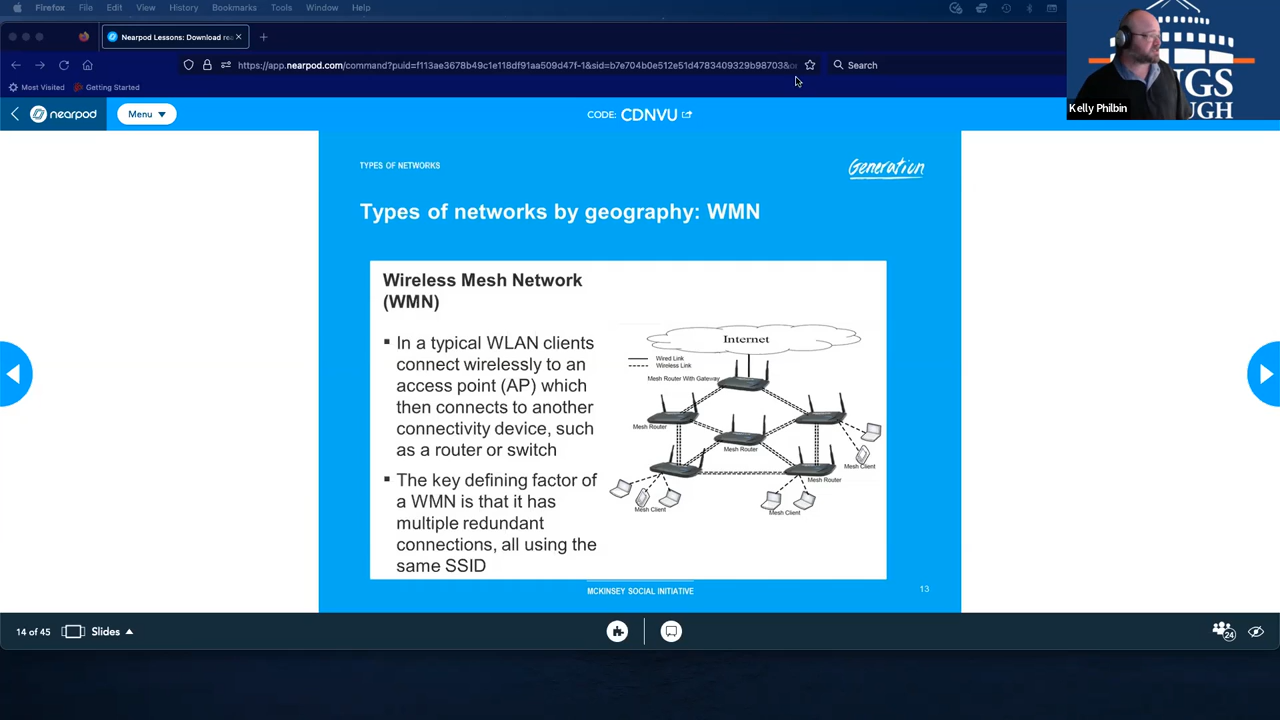 Firefox File Edit View History Bookmarks Tools Window Help
Nearpod Lessons: Download rea
https://app.nearpod.com/command?puid=f113ae3678b49c1e118df91aa509d47f-1&sid=b7e704b0e512e51d4783409329b98703&o
Search
Most Visited Getting Started
Kelly Philbin
nearpod
Menu
CODE: CDNVU
TYPES OF NETWORKS
Generation
Types of networks by geography: WMN
Wireless Mesh Network
(WMN)
▪ In a typical WLAN clients
connect wirelessly to an
access point (AP) which
then connects to another
connectivity device, such
as a router or switch
▪ The key defining factor of
a WMN is that it has
multiple redundant
connections, all using the
same SSID
Internet
Wired Link
Wireless Link
Mesh Router With Gateway
Mesh Router
Mesh Router
Mesh Client
Mesh Router
Mesh Client
Mesh Client
MCKINSEY SOCIAL INITIATIVE
13
14 of 45
Slides
24